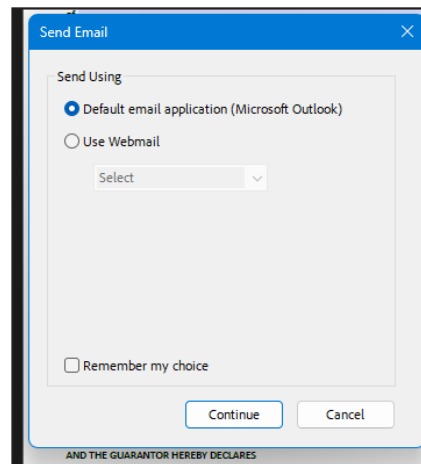 Send Email
Send Using
Default email application (Microsoft Outlook)
Use Webmail
Select
Remember my choice
Continue
Cancel
AND THE GUARANTOR HEREBY DECLARES